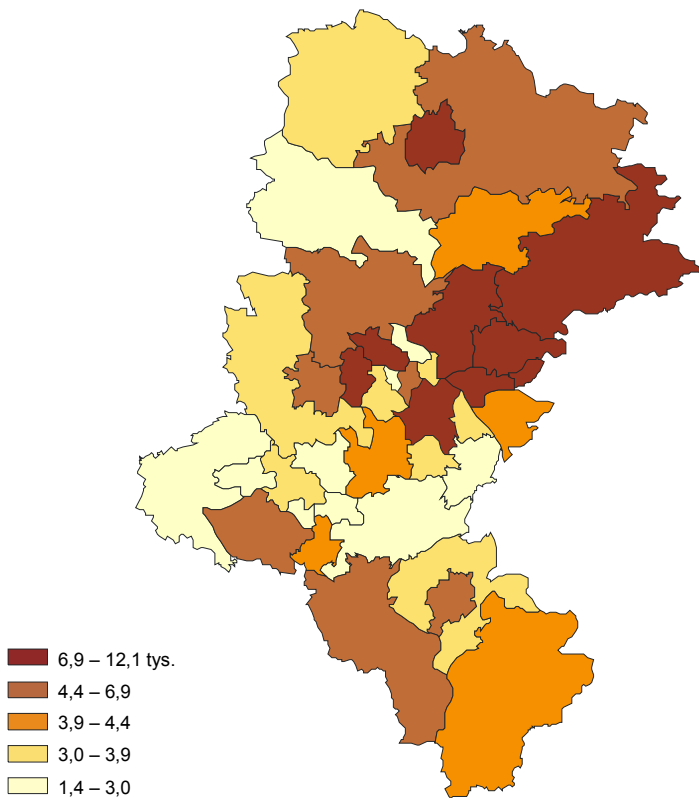 6,9 – 12,1 tys.
4,4 – 6,9
3,9 – 4,4
3,0 – 3,9
1,4 – 3,0